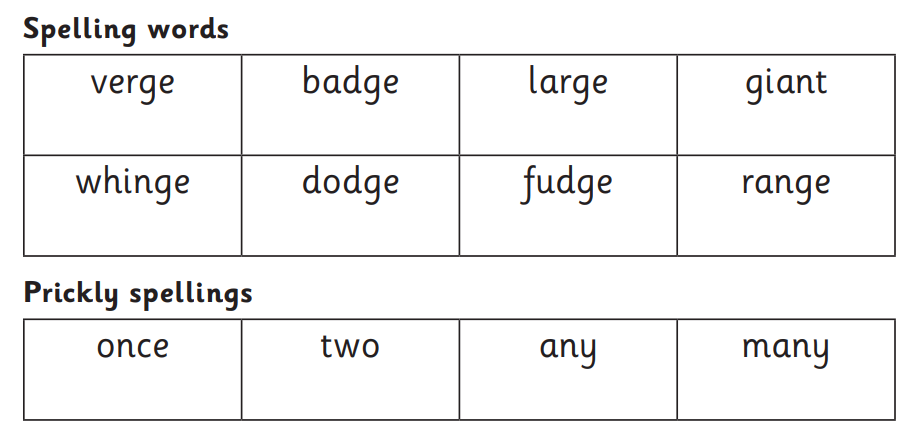 Spelling words
verge badge large giant
whinge dodge fudge range
Prickly spellings
once two any many